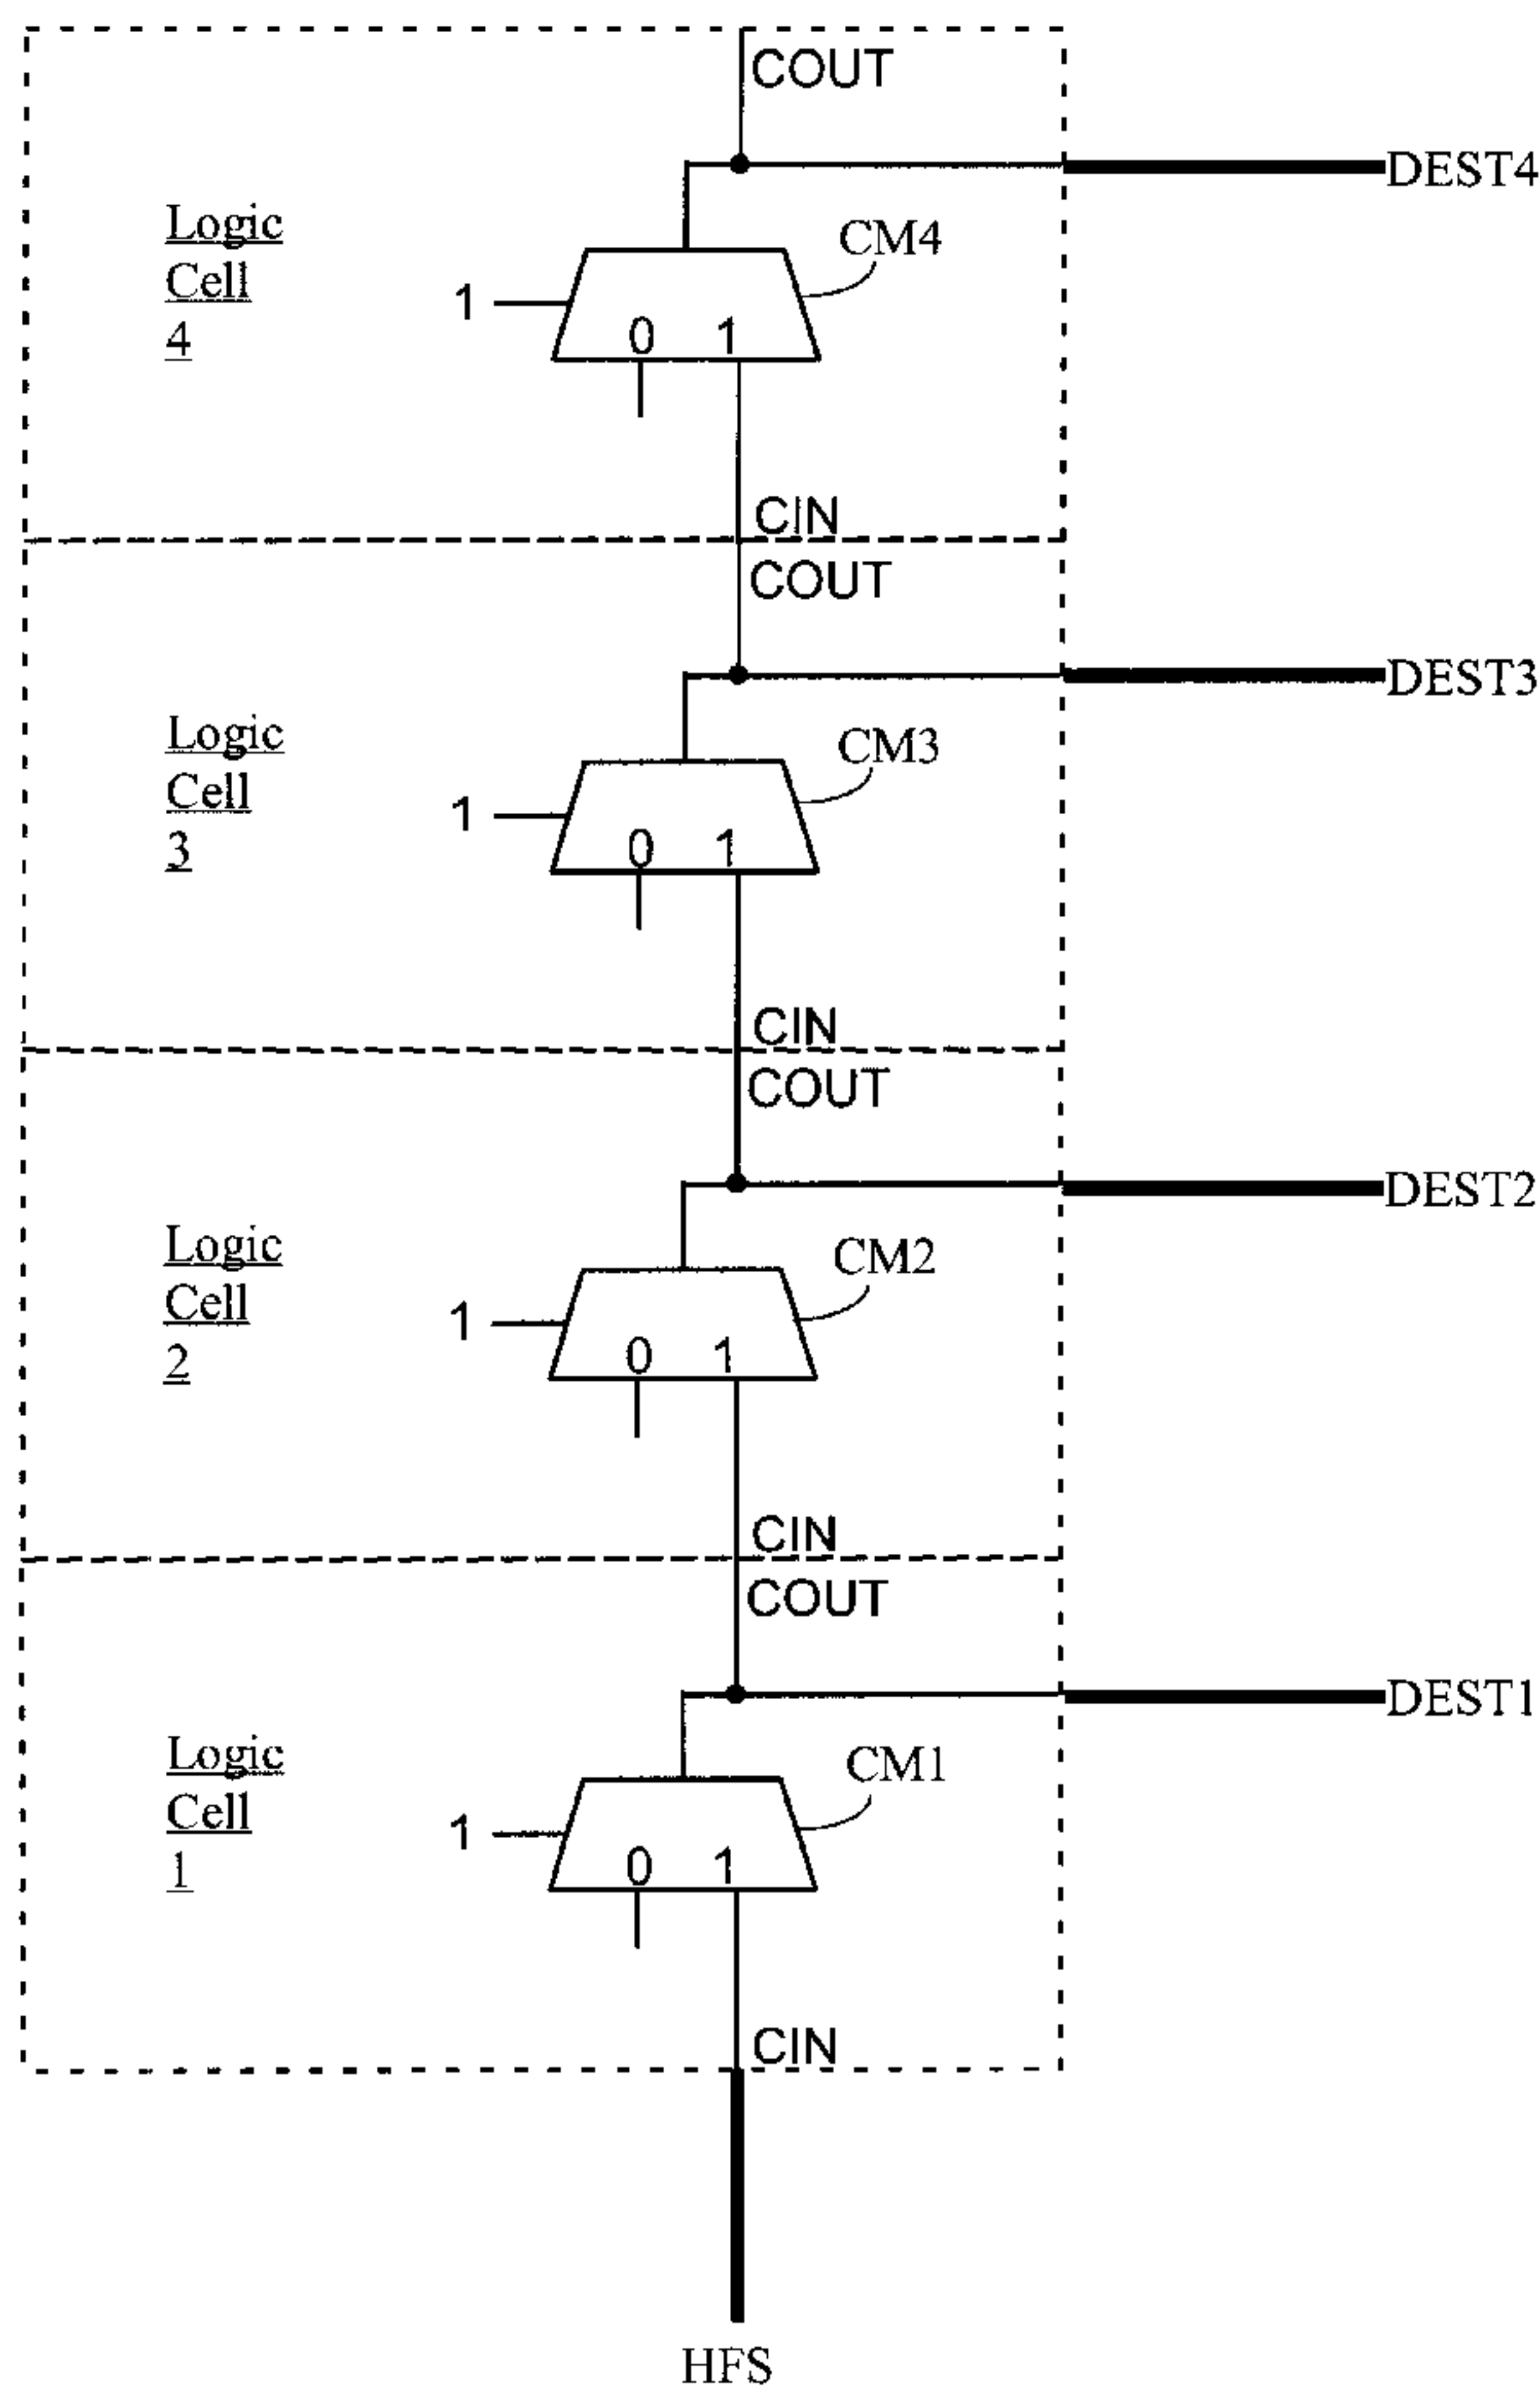 COUT
DEST4
Logic
Cell
4
CM4
1
0 1
CIN
COUT
DEST3
Logic
Cell
3
CM3
1
0 1
CIN
COUT
DEST2
Logic
Cell
2
CM2
1
0 1
CIN
COUT
DEST1
Logic
Cell
1
CM1
1
0 1
CIN
HFS